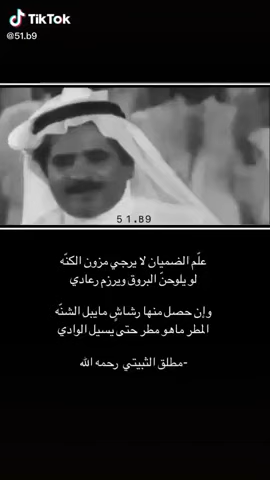 TikTok
@51.b9
51.B9
علّم الضميان لا يرجي مزون الكنّه
لو يلوحنّ البروق ويرزم رعادي
وإن حصل منها رشاشٍ مايبل الشنّه
المطر ماهو مطر حتى يسيل الوادي
-مطلق الثبيتي رحمه الله